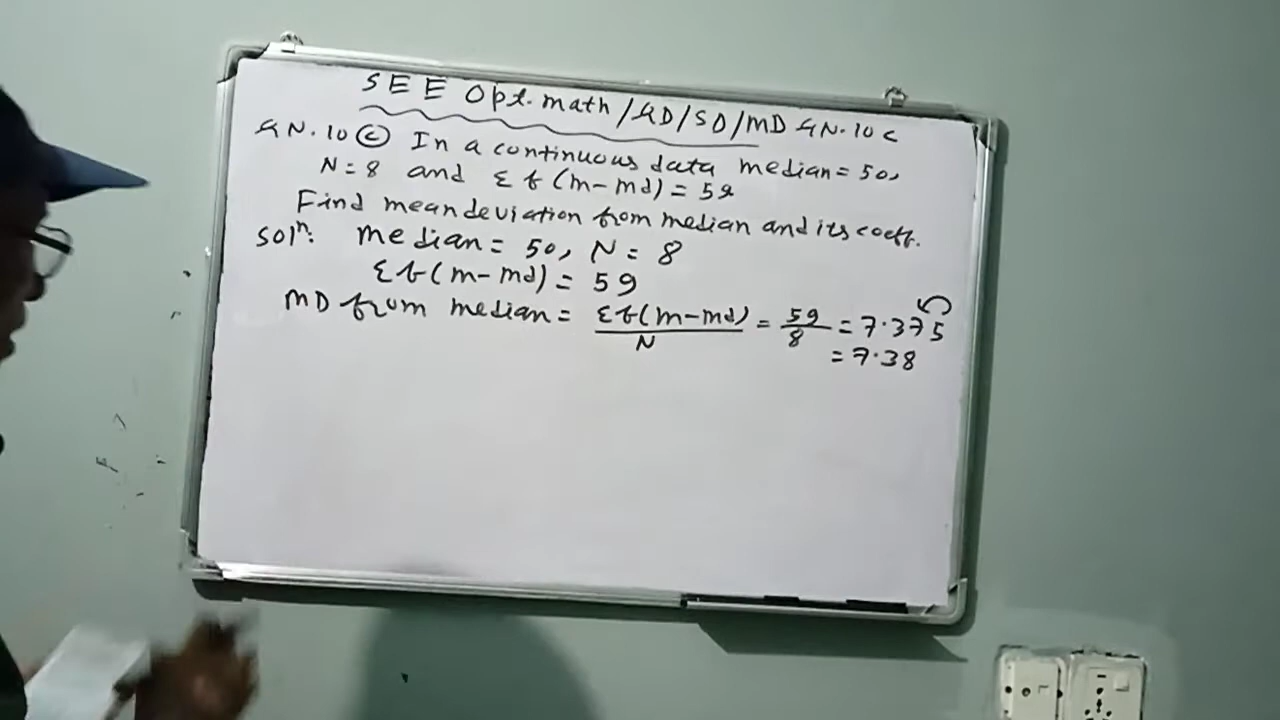 SEE Opt. math/QD/SD/MD QN.10 c
QN.10 (c) In a continuous data median = 50,
N = 8 and Σf(m-md) = 59
Find mean deviation from median and its coeff.
Solⁿ: median = 50, N = 8
Σf(m-md) = 59
MD from median = Σf(m-md)/N = 59/8 = 7.375
= 7.38